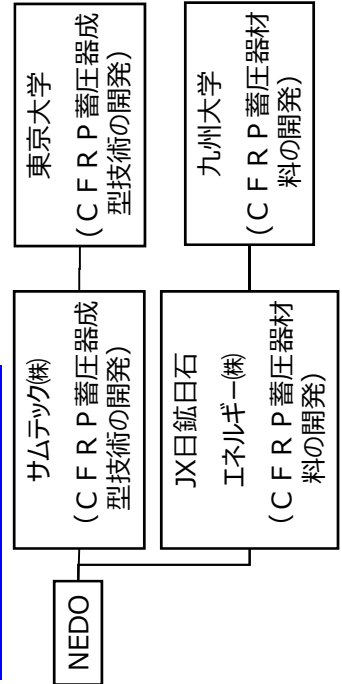 NEDO
サムテック㈱
（ＣＦＲＰ蓄圧器成
型技術の開発）
東京大学
（ＣＦＲＰ蓄圧器成
型技術の開発）
JX日鉱日石
エネルギー㈱
（ＣＦＲＰ蓄圧器材
料の開発）
九州大学
（ＣＦＲＰ蓄圧器材
料の開発）